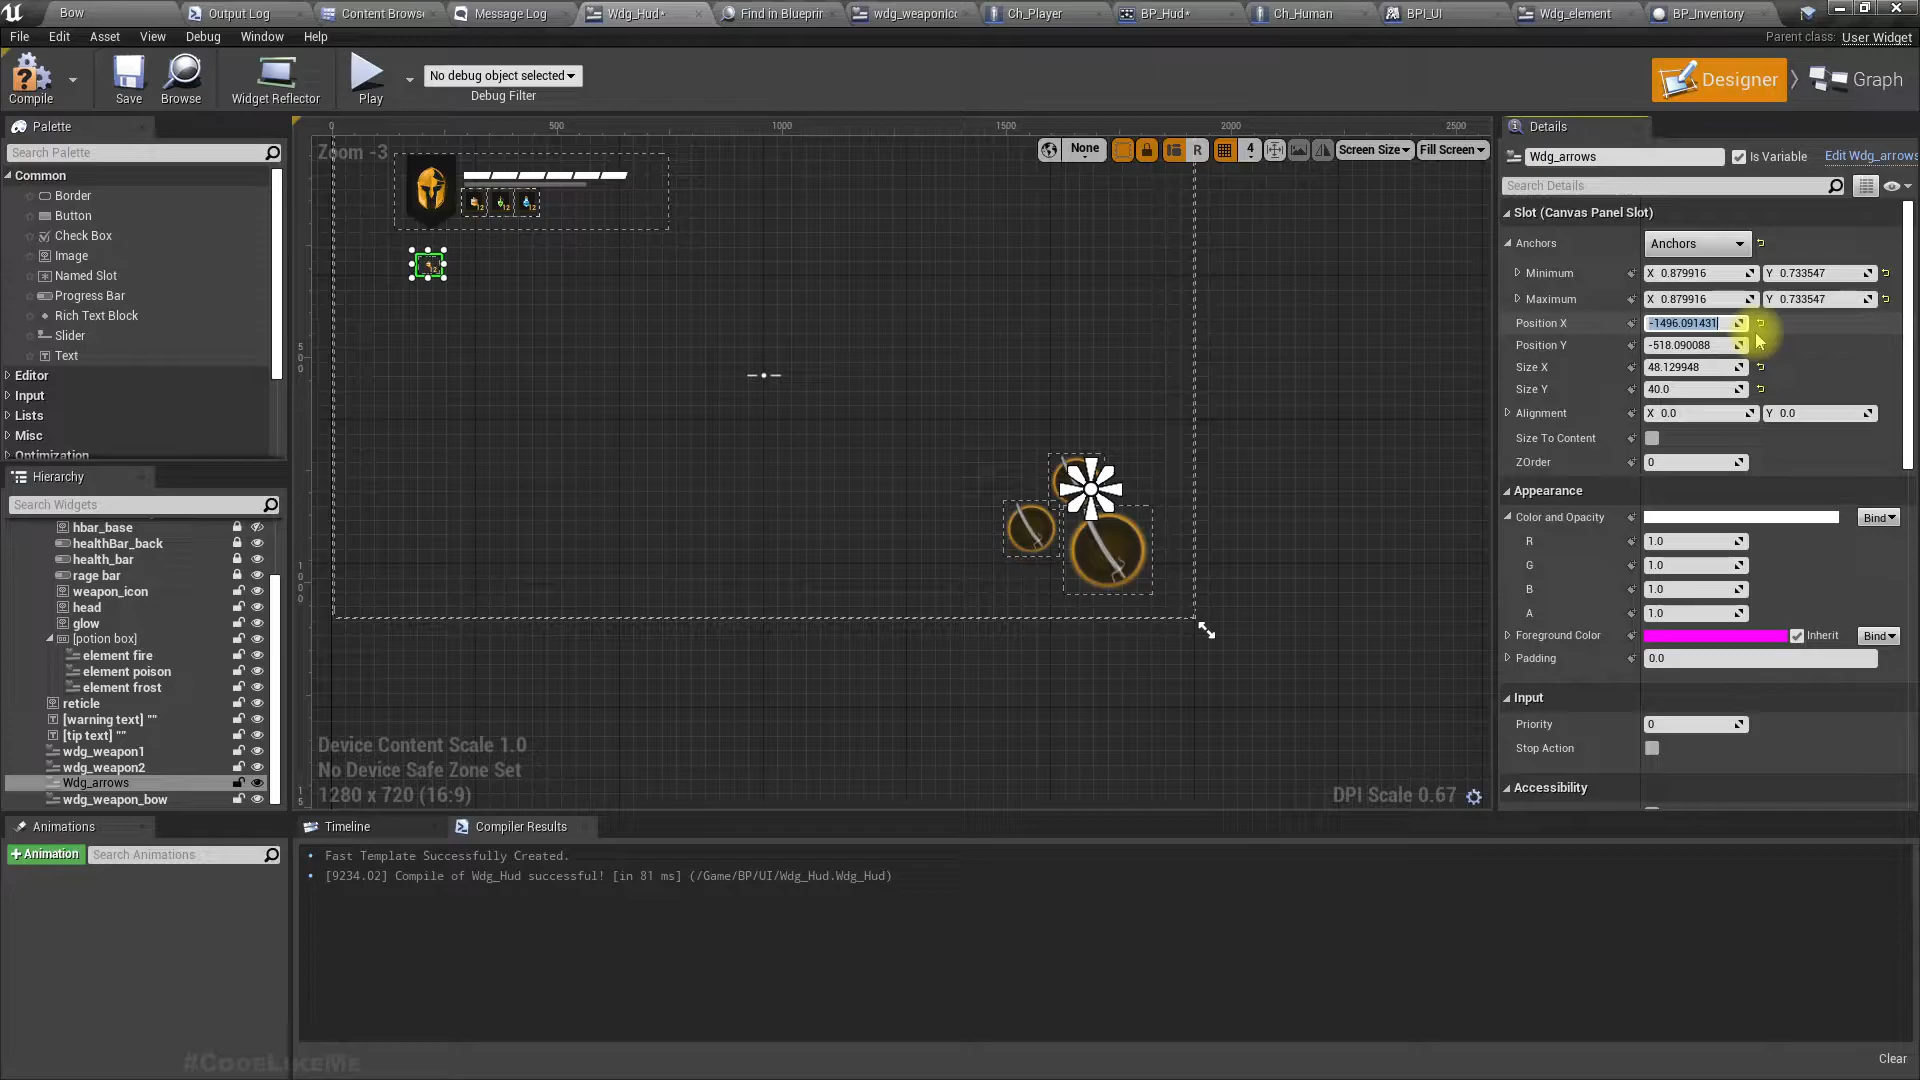 Bow
Output Log
Content Browse
Message Log
Wdg_Hud*
Find in Blueprin
wdg_weaponIcc
Ch_Player
BP_Hud*
Ch_Human
BPI_UI
Wdg_element
BP_Inventory
File Edit Asset View Debug Window Help
Parent class: User Widget
Compile
Save
Browse
Widget Reflector
Play
No debug object selected
Debug Filter
Designer
Graph
Palette
Search Palette
Common
Border
Button
Check Box
Image
Named Slot
Progress Bar
Rich Text Block
Slider
Text
Editor
Input
Lists
Misc
Optimization
Hierarchy
Search Widgets
hbar_base
healthBar_back
health_bar
rage bar
weapon_icon
head
glow
[potion box]
element fire
element poison
element frost
reticle
[warning text] ""
[tip text] ""
wdg_weapon1
wdg_weapon2
Wdg_arrows
wdg_weapon_bow
Animations
+Animation
Search Animations
0 500 1000 1500 2000 2500
Zoom -3
None
R
4
Screen Size
Fill Screen
12 12 12
12
500
1000
15
Device Content Scale 1.0
No Device Safe Zone Set
1280 x 720 (16:9)
DPI Scale 0.67
Timeline
Compiler Results
Fast Template Successfully Created.
[9234.02] Compile of Wdg_Hud successful! [in 81 ms] (/Game/BP/UI/Wdg_Hud.Wdg_Hud)
Clear
#CodeLikeMe
Details
Wdg_arrows
Is Variable
Edit Wdg_arrows
Search Details
Slot (Canvas Panel Slot)
Anchors
Anchors
Minimum X 0.879916 Y 0.733547
Maximum X 0.879916 Y 0.733547
Position X -1496.091431
Position Y -518.090088
Size X 48.129948
Size Y 40.0
Alignment X 0.0 Y 0.0
Size To Content
ZOrder 0
Appearance
Color and Opacity Bind
R 1.0
G 1.0
B 1.0
A 1.0
Foreground Color Inherit Bind
Padding 0.0
Input
Priority 0
Stop Action
Accessibility